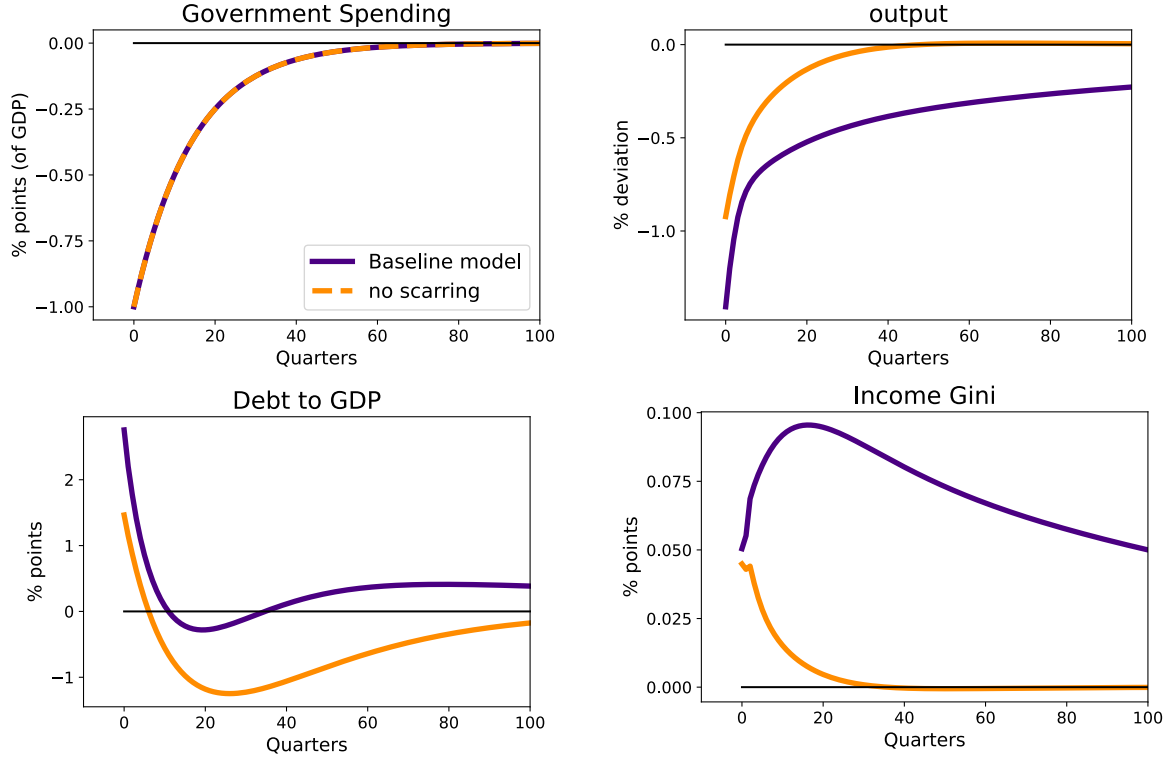 Government Spending
% points (of GDP)
0.00
−0.25
−0.50
−0.75
−1.00
Baseline model
no scarring
0
20
40
60
80
100
Quarters
output
% deviation
0.0
−0.5
−1.0
0
20
40
60
80
100
Quarters
Debt to GDP
% points
2
1
0
−1
0
20
40
60
80
100
Quarters
Income Gini
% points
0.100
0.075
0.050
0.025
0.000
0
20
40
60
80
100
Quarters